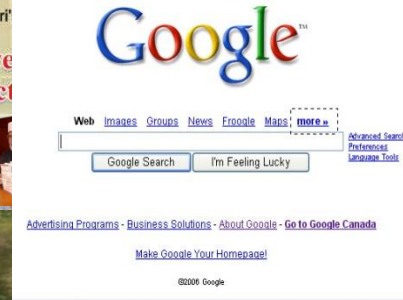 Google™
Web Images Groups News Froogle Maps more »
Advanced Search
Preferences
Language Tools
Google Search I'm Feeling Lucky
Advertising Programs - Business Solutions - About Google - Go to Google Canada
Make Google Your Homepage!
©2006 Google